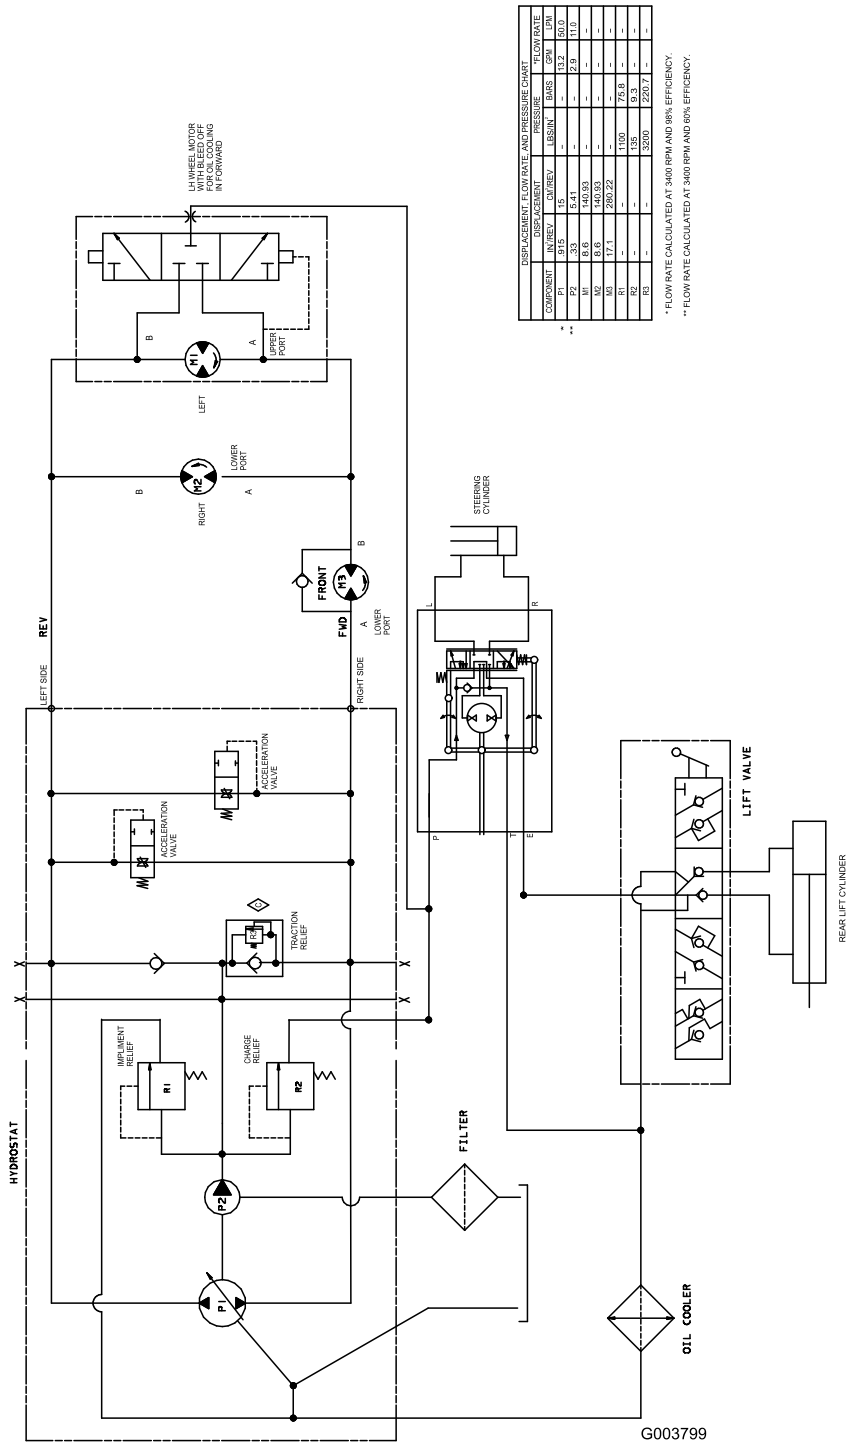 HYDROSTAT
IMPLIMENT
RELIEF
R1
CHARGE
RELIEF
R2
P1
P2
FILTER
OIL COOLER
TRACTION
RELIEF
R3
C
ACCELERATION
VALVE
ACCELERATION
VALVE
LEFT SIDE
REV
RIGHT SIDE
FWD
FRONT
M3
A
LOWER
PORT
B
B
M2
RIGHT
LOWER
PORT
A
B
M1
LEFT
A
UPPER
PORT
LH WHEEL MOTOR
WITH BLEED OFF
FOR OIL COOLING
IN FORWARD
STEERING
CYLINDER
L
R
P
T
E
LIFT VALVE
REAR LIFT CYLINDER
DISPLACEMENT, FLOW RATE, AND PRESSURE CHART
DISPLACEMENT PRESSURE *FLOW RATE
COMPONENT IN³/REV CM³/REV LBS/IN² BARS GPM LPM
* P1 .915 15 – – 13.2 50.0
** P2 .33 5.41 – – 2.9 11.0
M1 8.6 140.93 – – – –
M2 8.6 140.93 – – – –
M3 17.1 280.22 – – – –
R1 – – 1100 75.8 – –
R2 – – 135 9.3 – –
R3 – – 3200 220.7 – –
* FLOW RATE CALCULATED AT 3400 RPM AND 98% EFFICIENCY.
** FLOW RATE CALCULATED AT 3400 RPM AND 60% EFFICENCY.
G003799